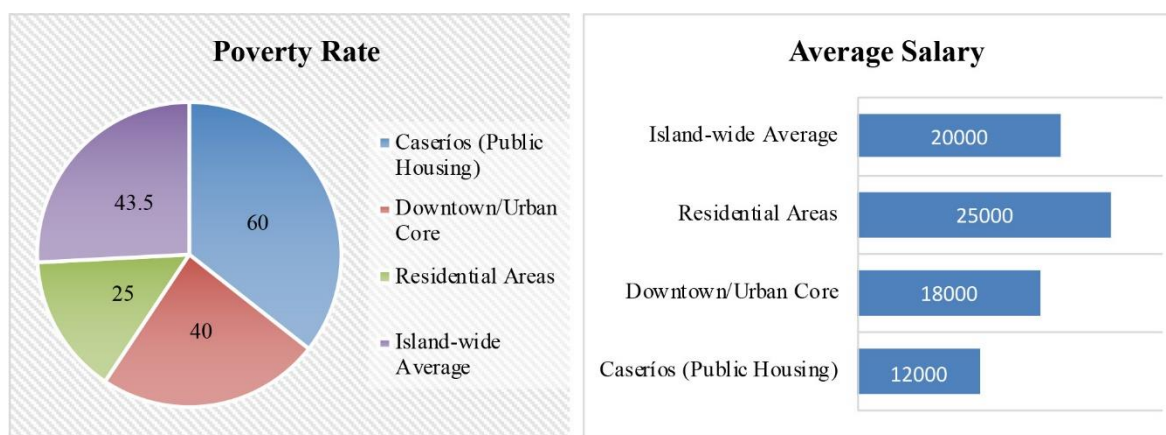 Poverty Rate
43.5
60
25
40
Caseríos (Public
Housing)
Downtown/Urban
Core
Residential Areas
Island-wide
Average
Average Salary
Island-wide Average
20000
Residential Areas
25000
Downtown/Urban Core
18000
Caseríos (Public Housing)
12000